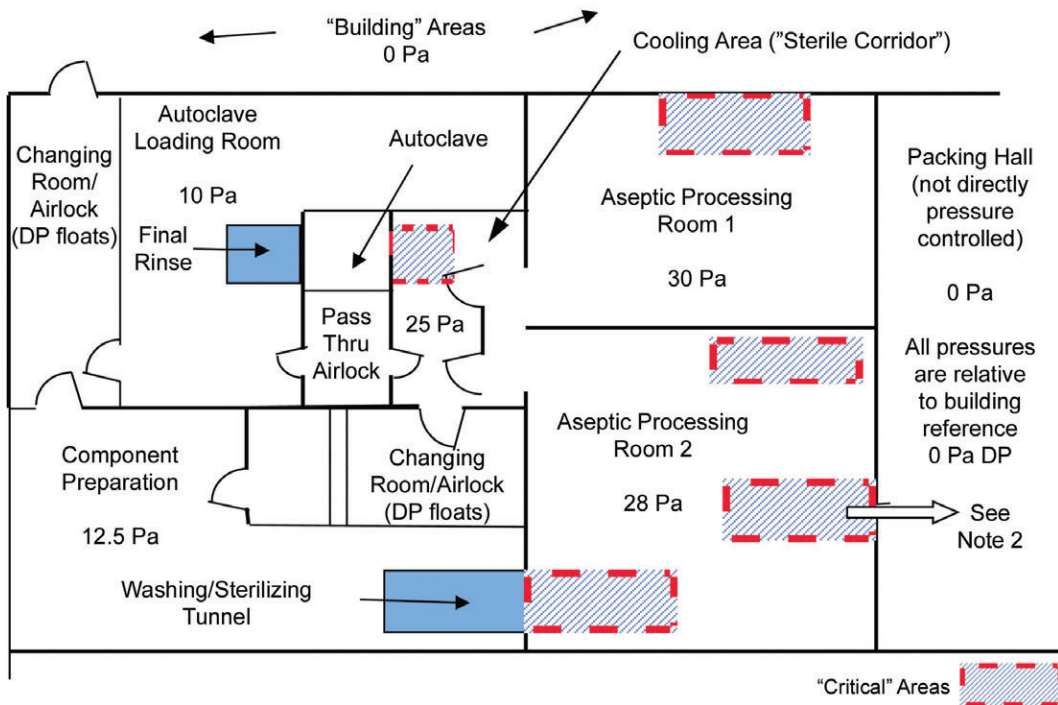 “Building” Areas
0 Pa
Cooling Area (”Sterile Corridor”)
Changing
Room/
Airlock
(DP floats)
Autoclave
Loading Room
10 Pa
Final
Rinse
Autoclave
Pass
Thru
Airlock
25 Pa
Aseptic Processing
Room 1
30 Pa
Packing Hall
(not directly
pressure
controlled)
0 Pa
All pressures
are relative
to building
reference
0 Pa DP
See
Note 2
Component
Preparation
12.5 Pa
Changing
Room/Airlock
(DP floats)
Aseptic Processing
Room 2
28 Pa
Washing/Sterilizing
Tunnel
“Critical” Areas